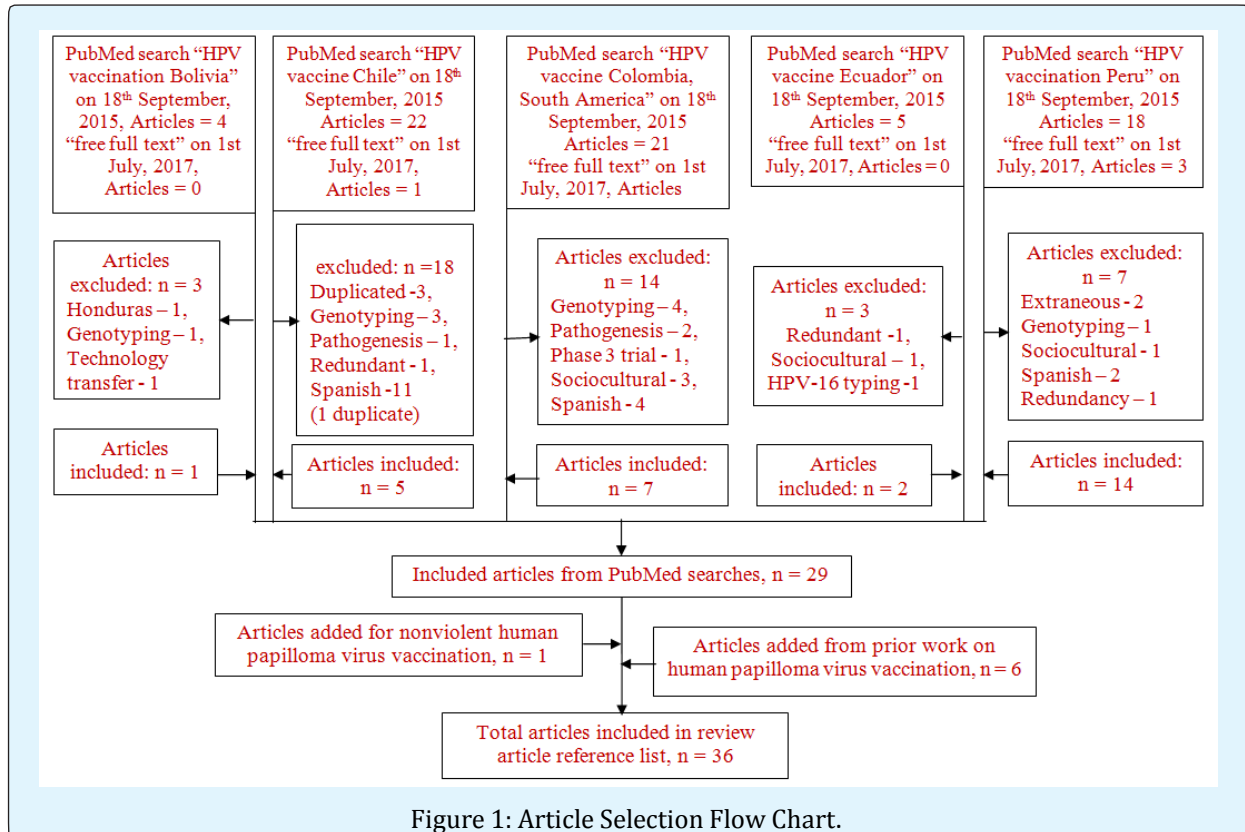 PubMed search “HPV
vaccination Bolivia”
on 18th September,
2015, Articles = 4
“free full text” on 1st
July, 2017,
Articles = 0
PubMed search “HPV
vaccine Chile” on 18th
September, 2015
Articles = 22
“free full text” on 1st
July, 2017,
Articles = 1
PubMed search “HPV
vaccine Colombia,
South America” on 18th
September, 2015
Articles = 21
“free full text” on 1st
July, 2017, Articles
PubMed search “HPV
vaccine Ecuador” on
18th September, 2015
Articles = 5
“free full text” on 1st
July, 2017, Articles=0
PubMed search “HPV
vaccination Peru” on
18th September, 2015
Articles = 18
“free full text” on 1st
July, 2017, Articles = 3
Articles
excluded: n = 3
Honduras – 1,
Genotyping – 1,
Technology
transfer - 1
excluded: n =18
Duplicated -3,
Genotyping – 3,
Pathogenesis – 1,
Redundant - 1,
Spanish -11
(1 duplicate)
Articles excluded:
n = 14
Genotyping – 4,
Pathogenesis – 2,
Phase 3 trial - 1,
Sociocultural - 3,
Spanish - 4
Articles excluded:
n = 3
Redundant -1,
Sociocultural – 1,
HPV-16 typing -1
Articles excluded:
n = 7
Extraneous - 2
Genotyping – 1
Sociocultural - 1
Spanish – 2
Redundancy – 1
Articles
included: n = 1
Articles included:
n = 5
Articles included:
n = 7
Articles
included: n = 2
Articles included:
n = 14
Included articles from PubMed searches, n = 29
Articles added for nonviolent human
papilloma virus vaccination, n = 1
Articles added from prior work on
human papilloma virus vaccination, n = 6
Total articles included in review
article reference list, n = 36
Figure 1: Article Selection Flow Chart.